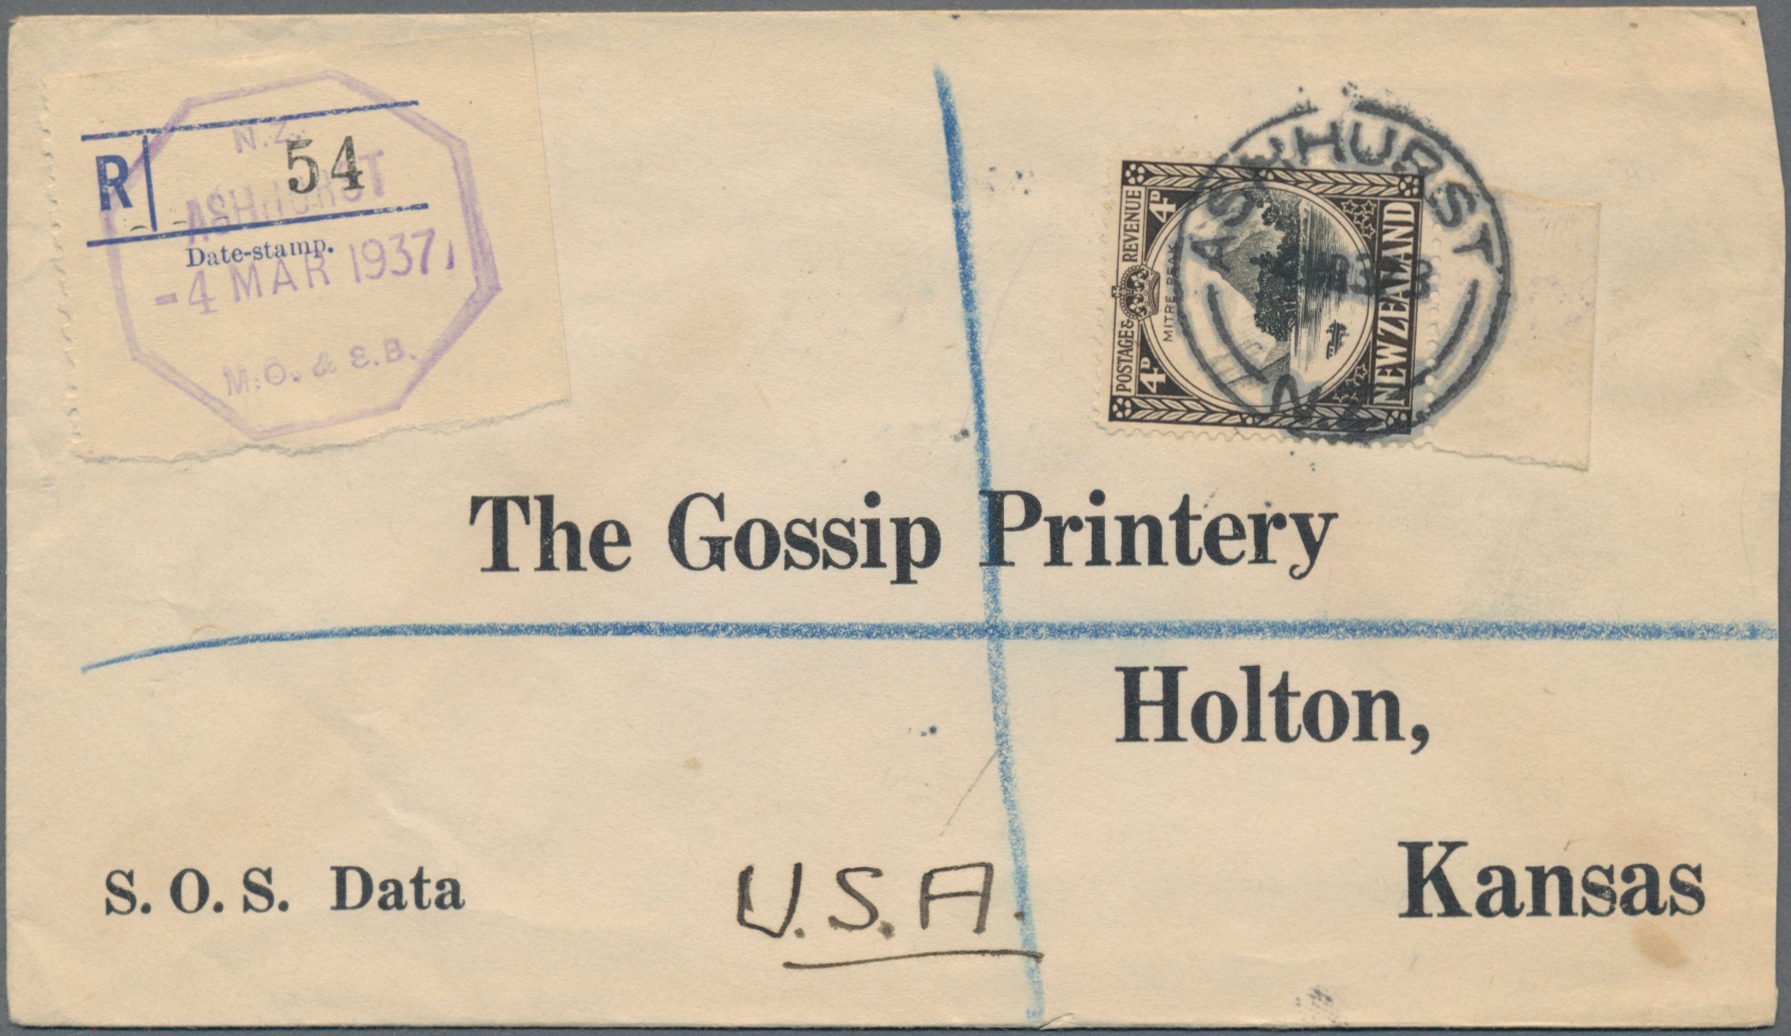 N.Z.
R 54
ASHHURST
Date-stamp.
-4 MAR 1937
M.O. & S.B.
ASHHURST
N.Z.
POSTAGE & REVENUE
4D 4D
MITRE PEAK
NEW ZEALAND
The Gossip Printery
Holton,
Kansas
S. O. S. Data
U.S.A.